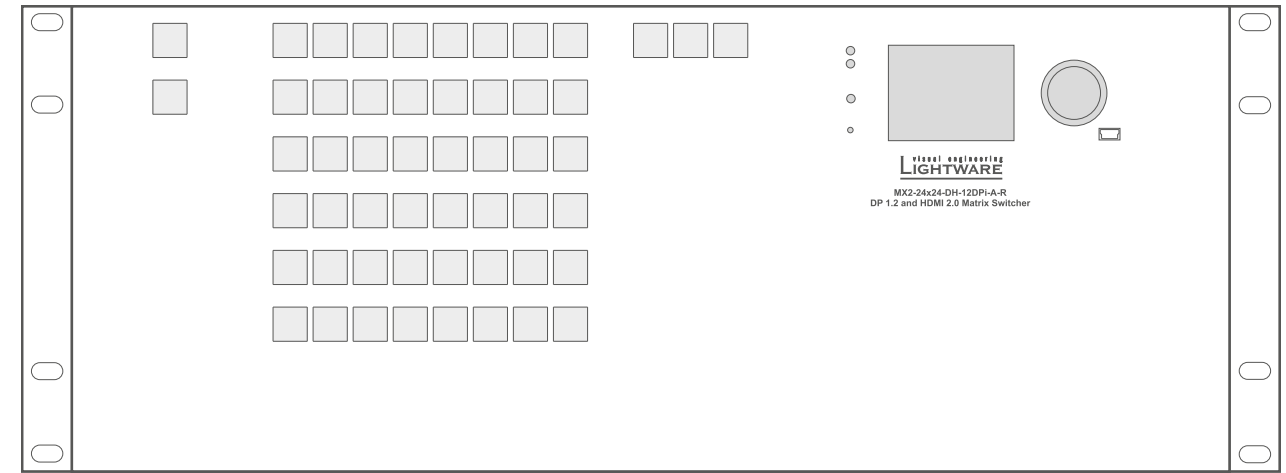 visual engineering
LIGHTWARE
MX2-24x24-DH-12DPi-A-R
DP 1.2 and HDMI 2.0 Matrix Switcher